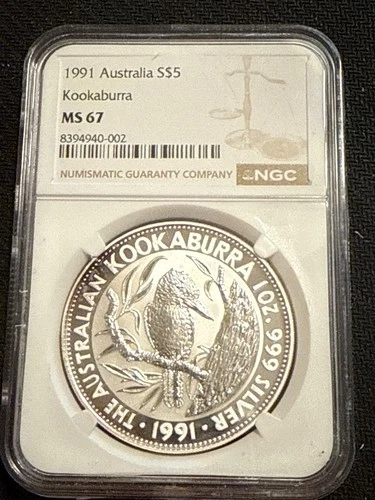 1991 Australia S$5
Kookaburra
MS 67
8394940-002
NUMISMATIC GUARANTY COMPANY NGC
THE AUSTRALIAN KOOKABURRA 1 OZ 999 SILVER
· 1991 ·